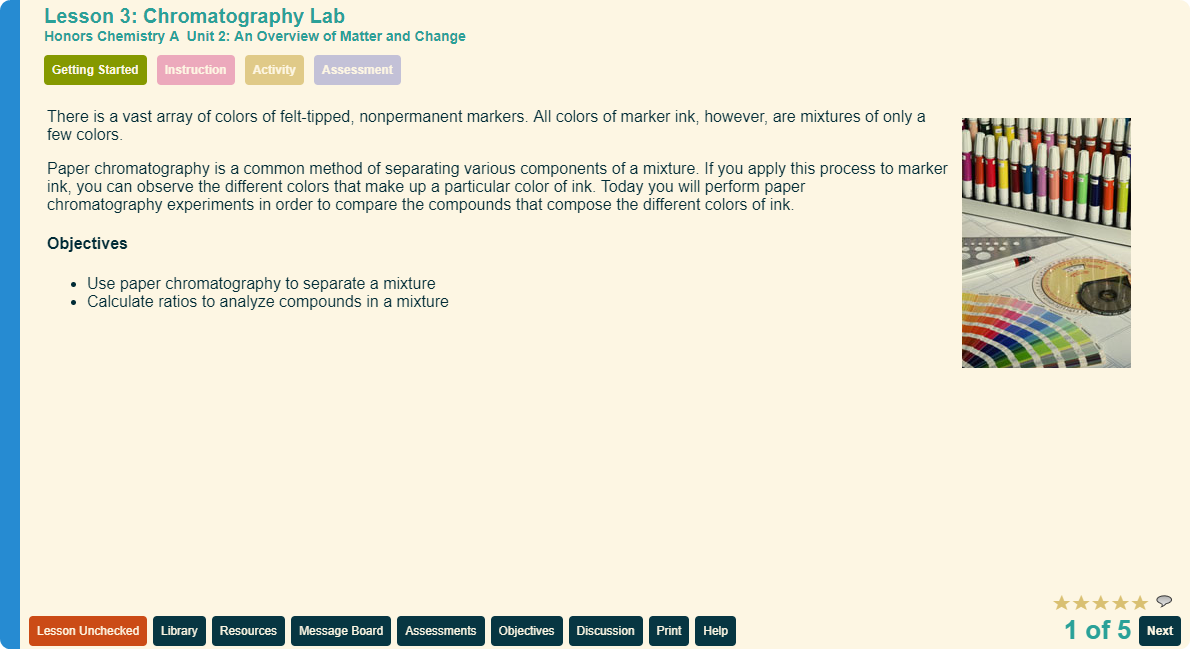 Lesson 3: Chromatography Lab
Honors Chemistry A  Unit 2: An Overview of Matter and Change
Getting Started Instruction Activity Assessment
There is a vast array of colors of felt-tipped, nonpermanent markers. All colors of marker ink, however, are mixtures of only a
few colors.
Paper chromatography is a common method of separating various components of a mixture. If you apply this process to marker
ink, you can observe the different colors that make up a particular color of ink. Today you will perform paper
chromatography experiments in order to compare the compounds that compose the different colors of ink.
Objectives
• Use paper chromatography to separate a mixture
• Calculate ratios to analyze compounds in a mixture
Lesson Unchecked Library Resources Message Board Assessments Objectives Discussion Print Help 1 of 5 Next